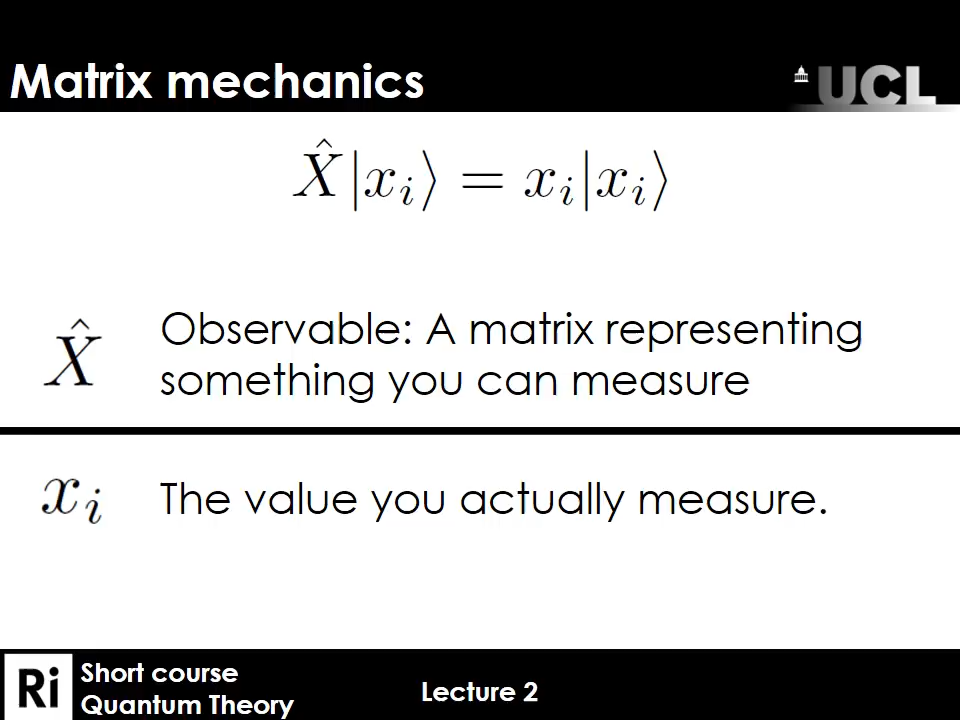 Matrix mechanics
UCL
X̂|xᵢ⟩ = xᵢ|xᵢ⟩
X̂
Observable: A matrix representing
something you can measure
xᵢ
The value you actually measure.
Ri
Short course
Quantum Theory
Lecture 2